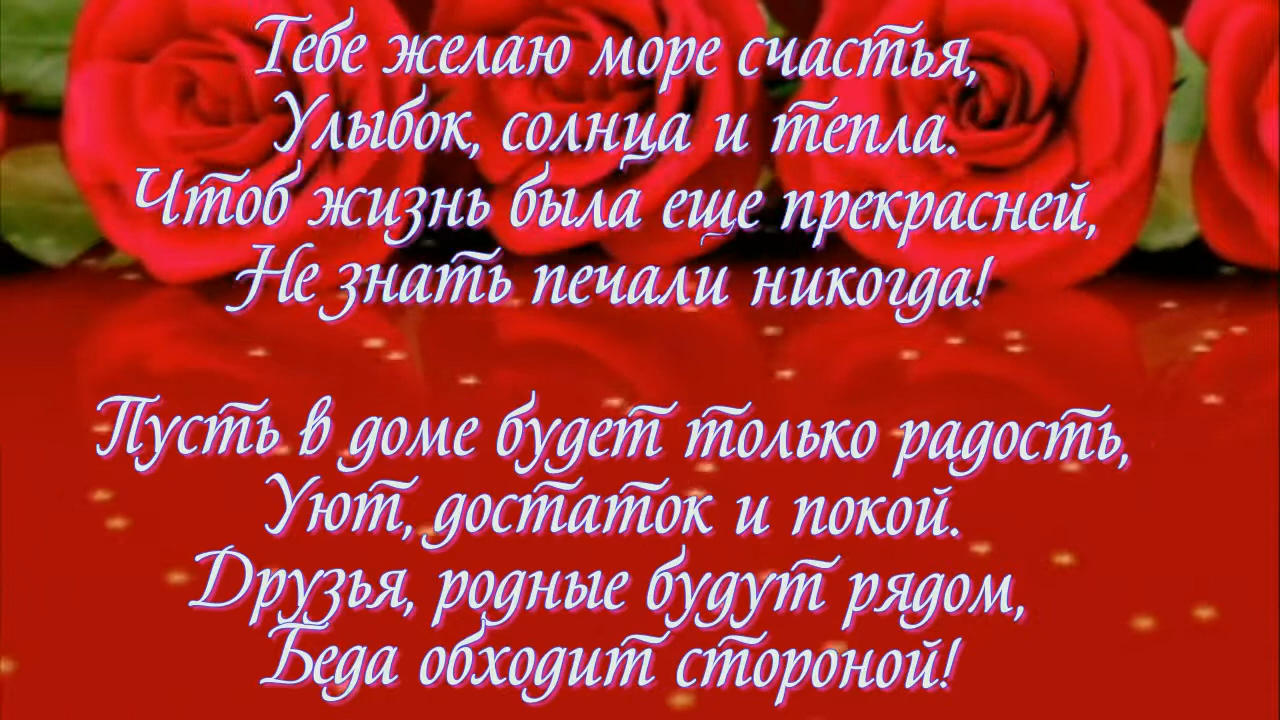 Тебе желаю море счастья,
Улыбок, солнца и тепла.
Чтоб жизнь была еще прекрасней,
Не знать печали никогда!
Пусть в доме будет только радость,
Уют, достаток и покой.
Друзья, родные будут рядом,
Беда обходит стороной!